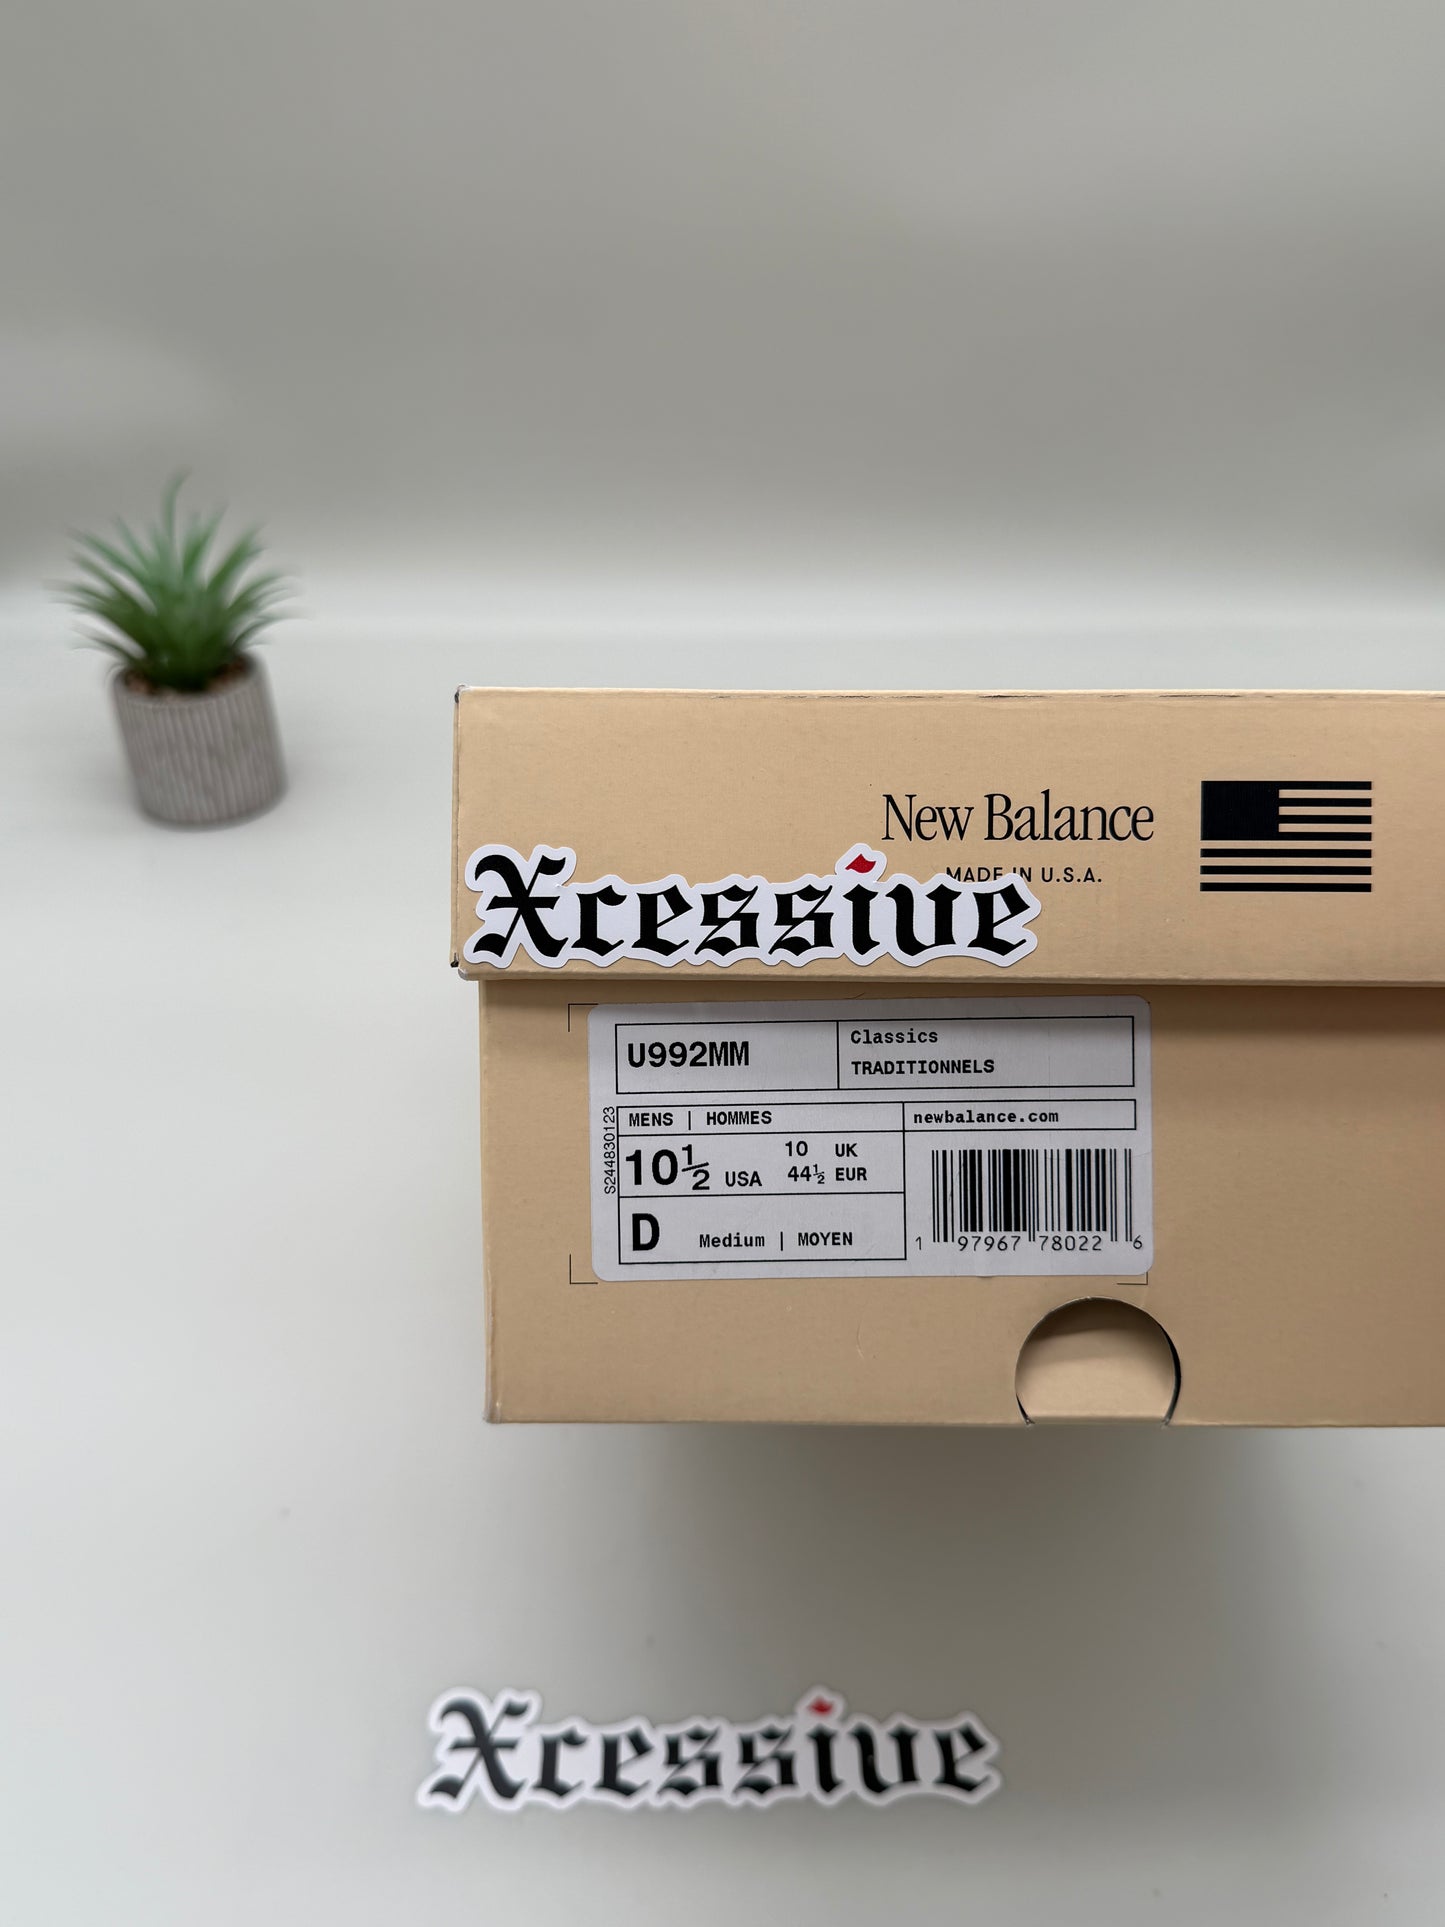 New Balance
MADE IN U.S.A.
Xcessive
U992MM
Classics
TRADITIONNELS
S244830123
MENS | HOMMES
newbalance.com
10½ USA
10 UK
44½ EUR
D Medium | MOYEN
1 97967 78022 6
Xcessive